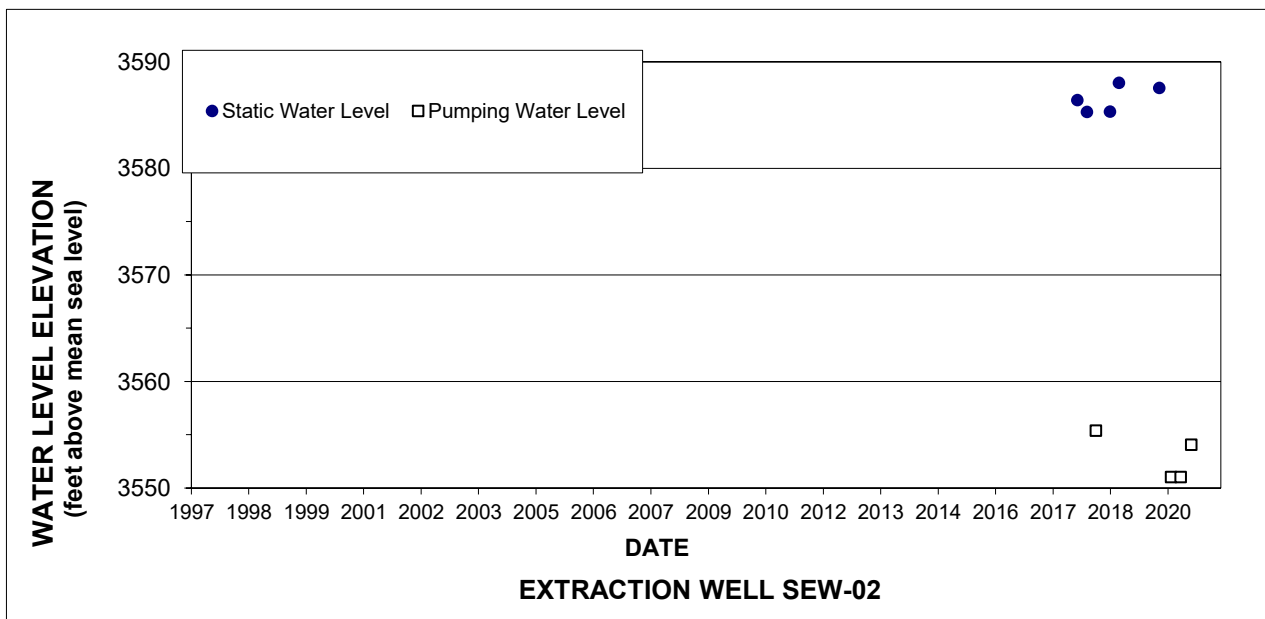 3590
Static Water Level Pumping Water Level
3580
3570
3560
3550
WATER LEVEL ELEVATION
(feet above mean sea level)
1997 1998 1999 2001 2002 2003 2005 2006 2007 2009 2010 2012 2013 2014 2016 2017 2018 2020
DATE
EXTRACTION WELL SEW-02